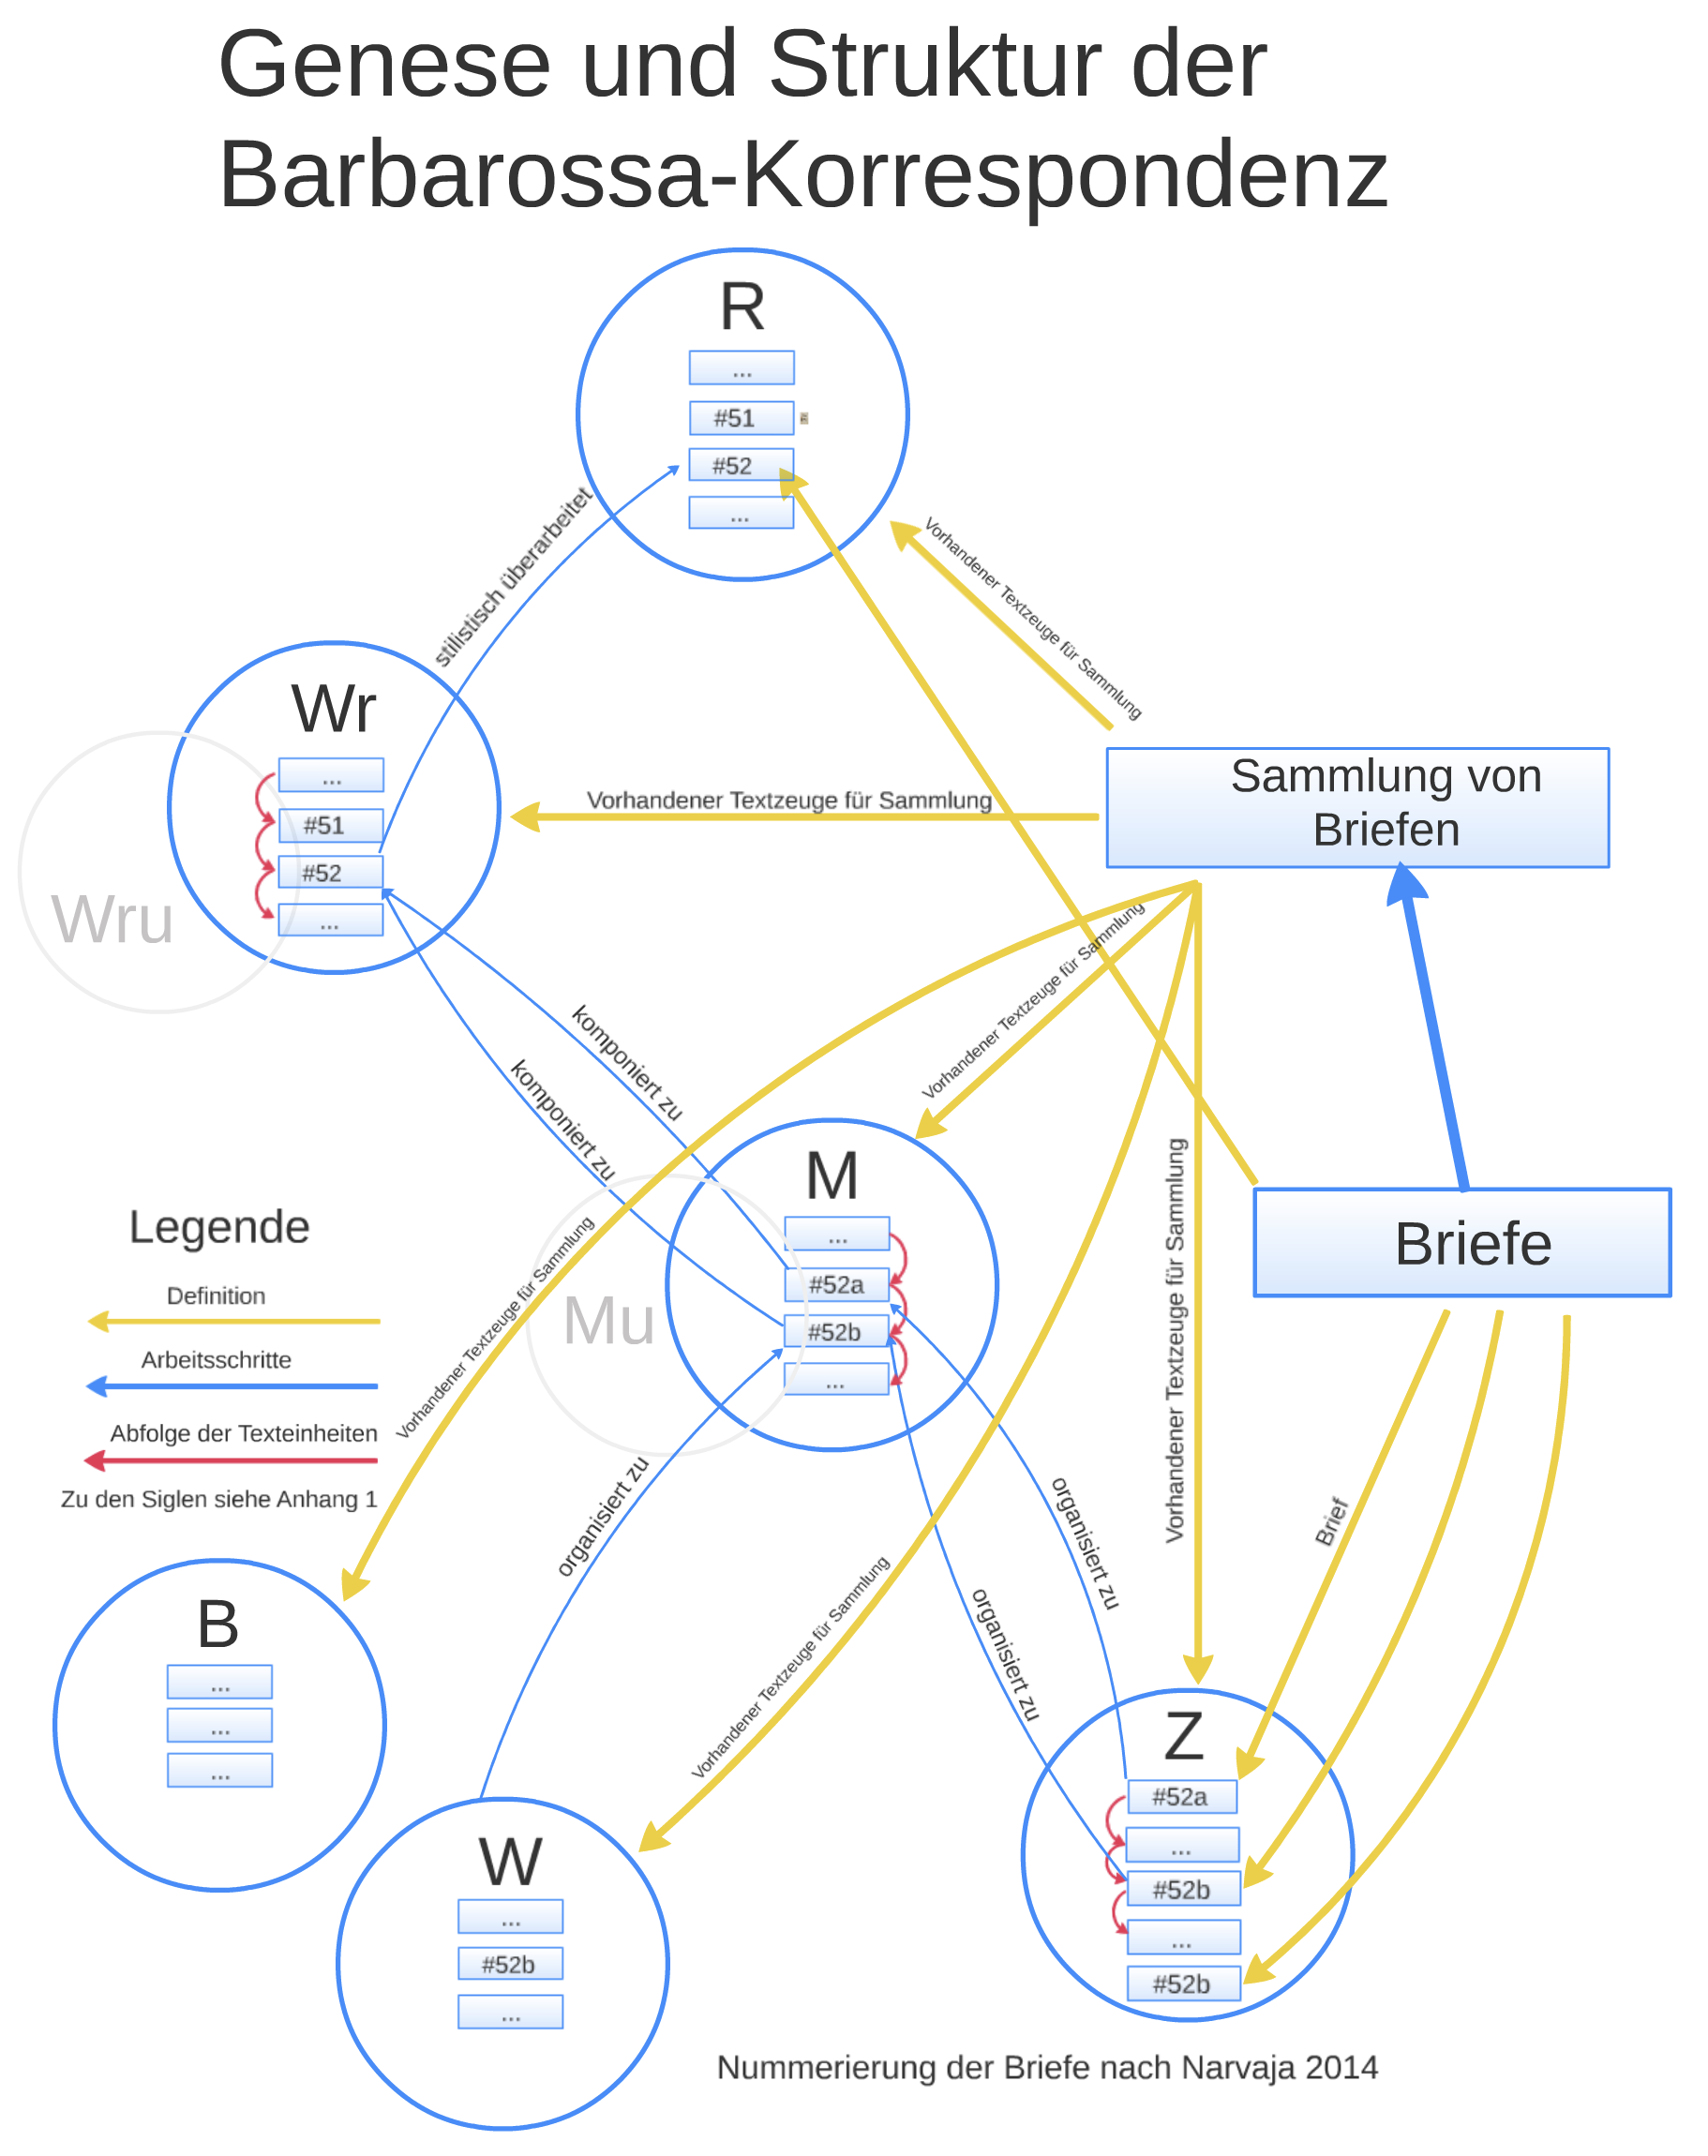 Genese und Struktur der
Barbarossa-Korrespondenz
R
...
#51
#52
...
stilistisch überarbeitet
Vorhandener Textzeuge für Sammlung
Wr
...
#51
#52
...
Wru
Vorhandener Textzeuge für Sammlung
Sammlung von
Briefen
komponiert zu
komponiert zu
Vorhandener Textzeuge für Sammlung
M
...
#52a
#52b
...
Mu
Vorhandener Textzeuge für Sammlung
Vorhandener Textzeuge für Sammlung
Briefe
Legende
Definition
Arbeitsschritte
Abfolge der Texteinheiten
Zu den Siglen siehe Anhang 1
organisiert zu
organisiert zu
organisiert zu
Brief
Vorhandener Textzeuge für Sammlung
B
...
...
...
W
...
#52b
...
Z
#52a
...
#52b
...
#52b
Nummerierung der Briefe nach Narvaja 2014